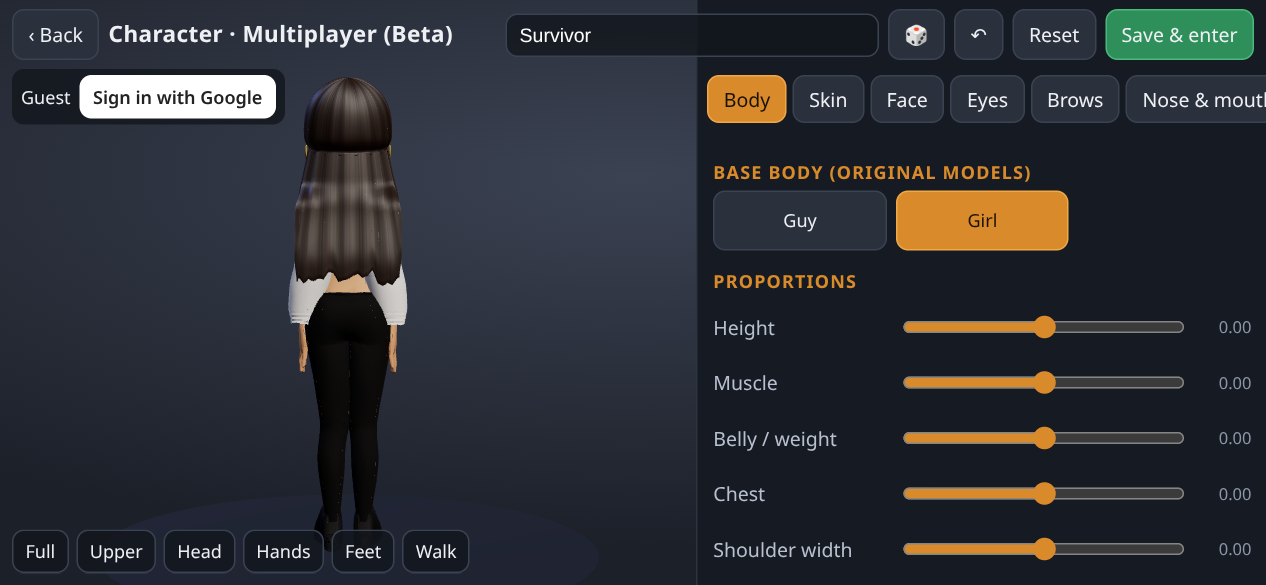 ‹ Back
Character · Multiplayer (Beta)
Survivor
Reset
Save & enter
Guest
Sign in with Google
Body
Skin
Face
Eyes
Brows
Nose & mouth
BASE BODY (ORIGINAL MODELS)
Guy
Girl
PROPORTIONS
Height 0.00
Muscle 0.00
Belly / weight 0.00
Chest 0.00
Shoulder width 0.00
Full
Upper
Head
Hands
Feet
Walk